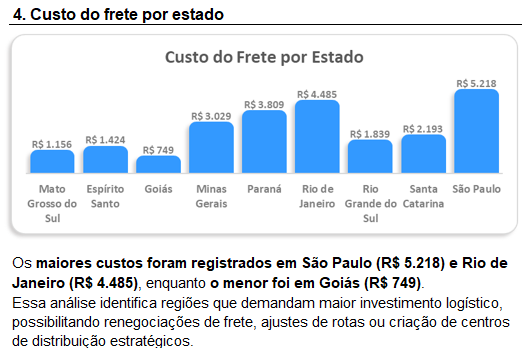 4. Custo do frete por estado
Custo do Frete por Estado
R$ 1.156
R$ 1.424
R$ 749
R$ 3.029
R$ 3.809
R$ 4.485
R$ 1.839
R$ 2.193
R$ 5.218
Mato
Grosso do
Sul
Espírito
Santo
Goiás
Minas
Gerais
Paraná
Rio de
Janeiro
Rio
Grande do
Sul
Santa
Catarina
São Paulo
Os maiores custos foram registrados em São Paulo (R$ 5.218) e Rio de
Janeiro (R$ 4.485), enquanto o menor foi em Goiás (R$ 749).
Essa análise identifica regiões que demandam maior investimento logístico,
possibilitando renegociações de frete, ajustes de rotas ou criação de centros
de distribuição estratégicos.